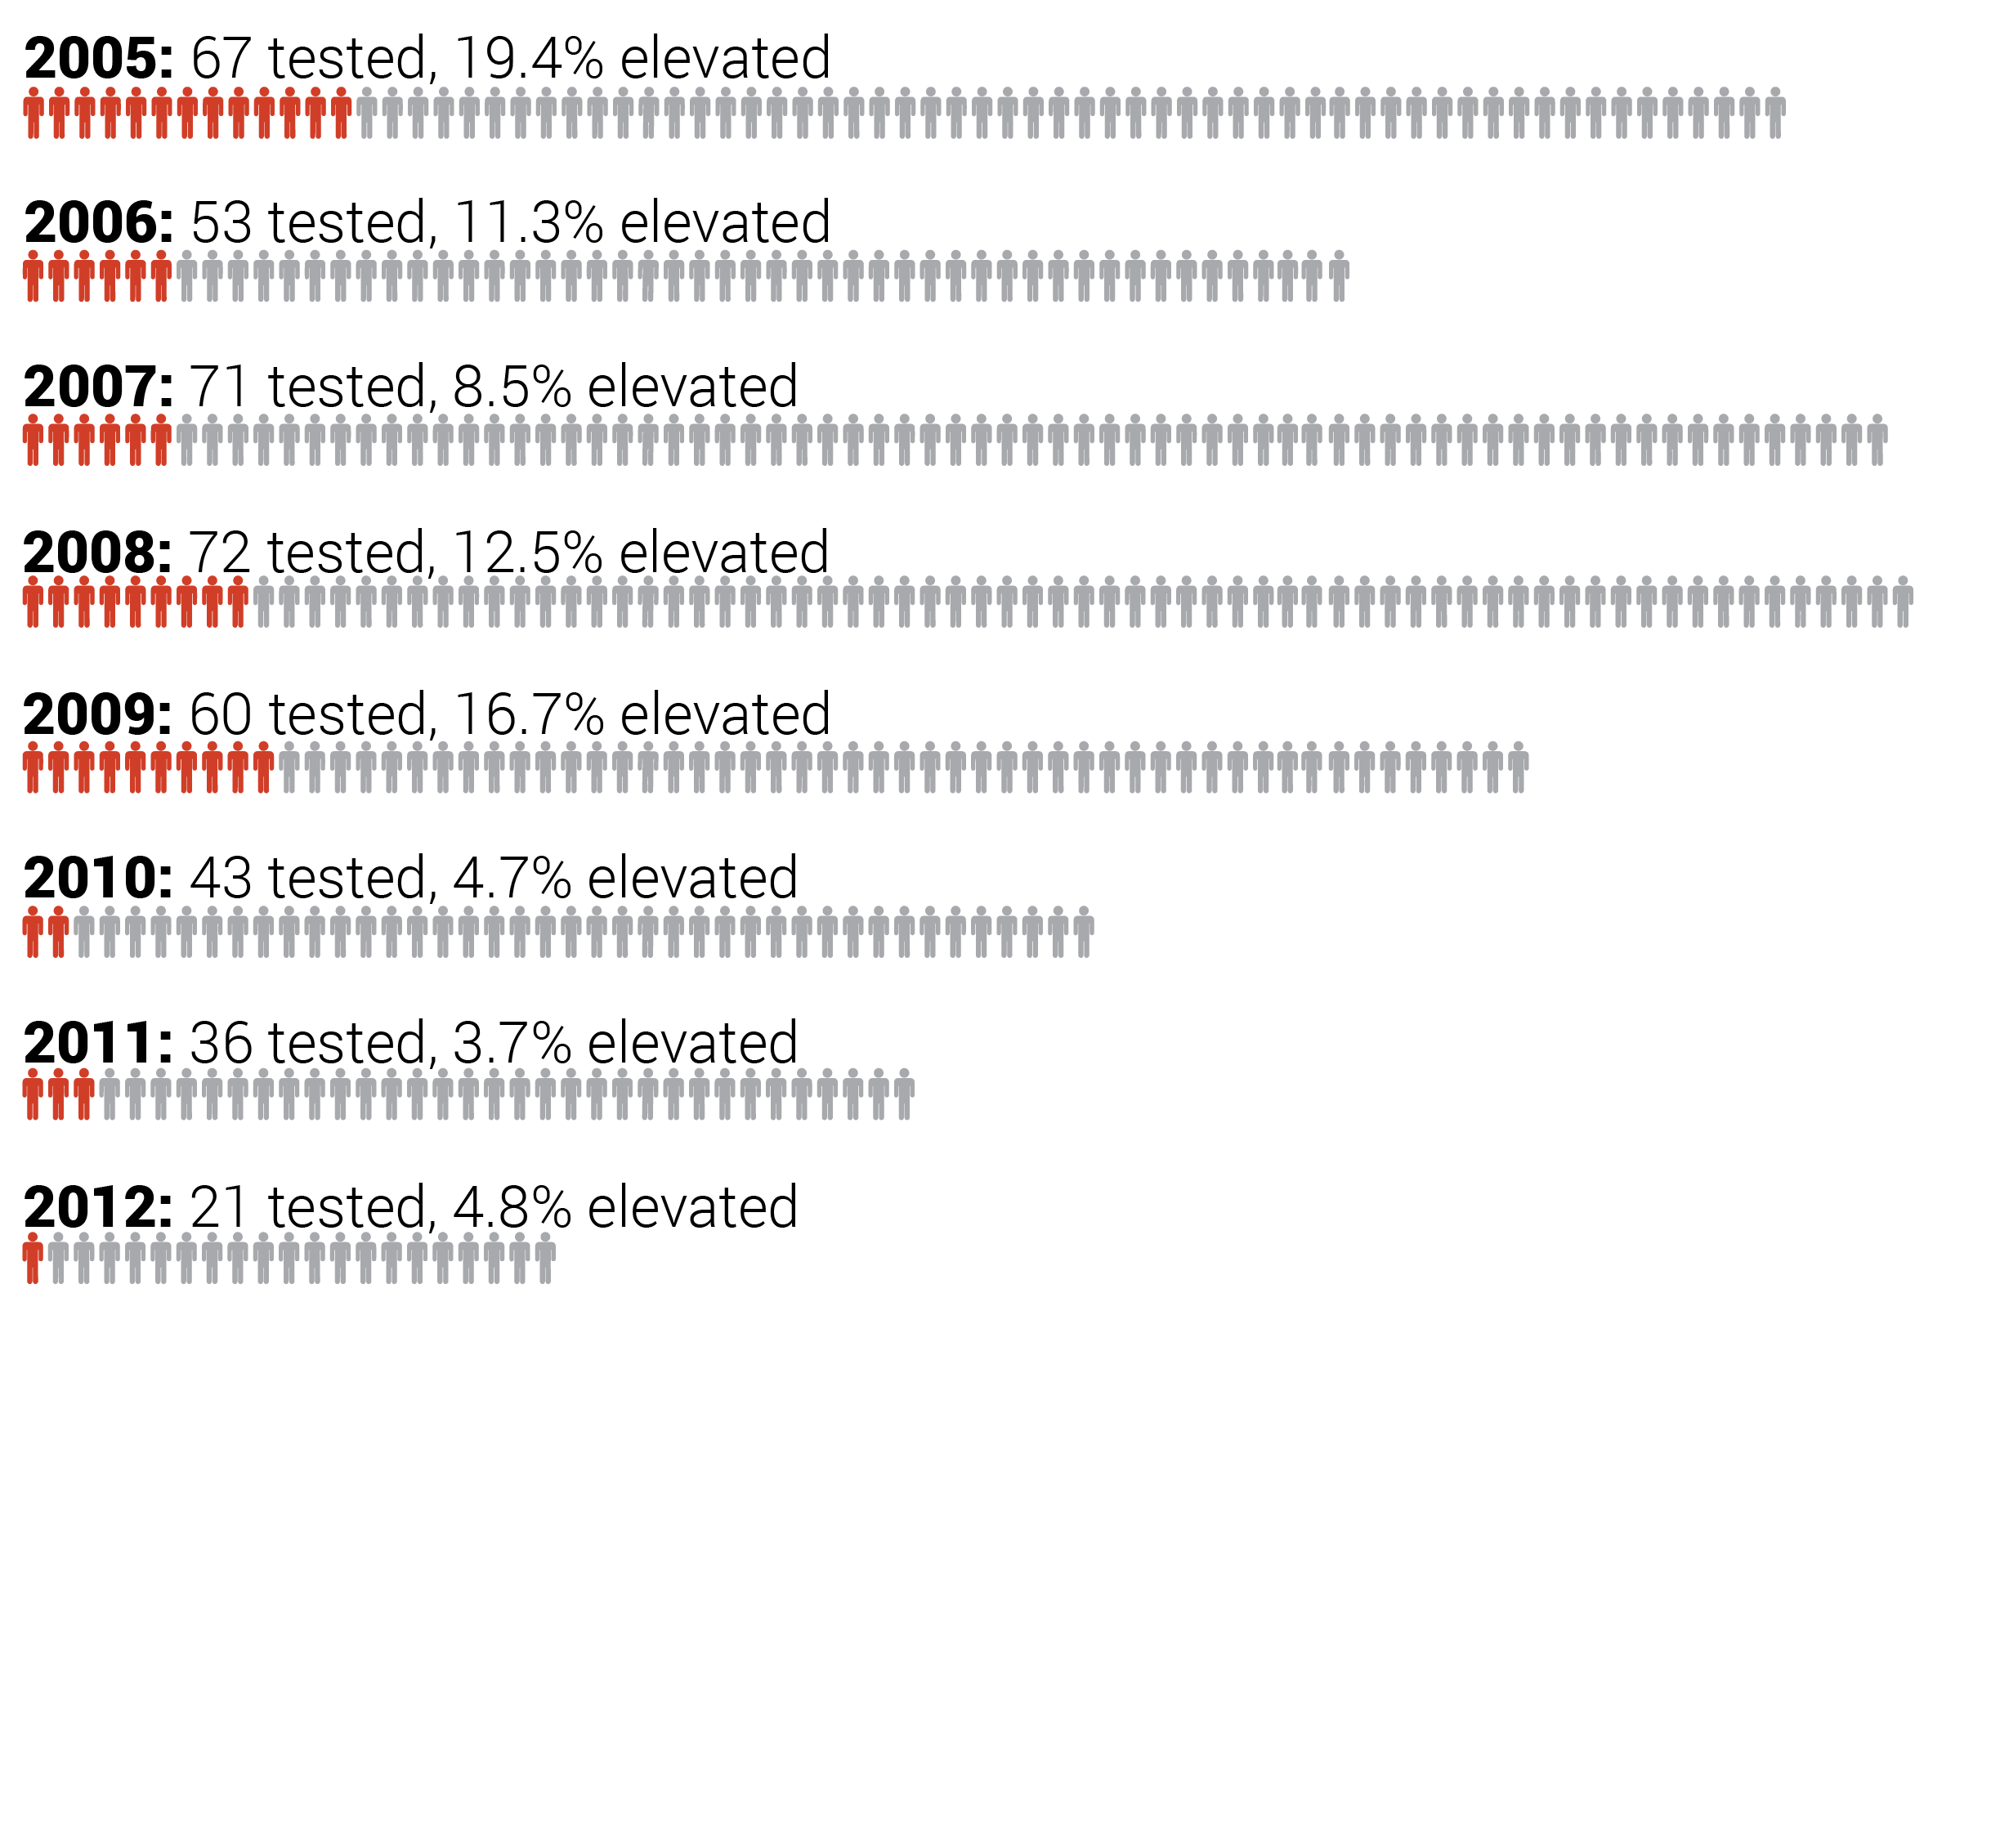 2005: 67 tested, 19.4% elevated
2006: 53 tested, 11.3% elevated
2007: 71 tested, 8.5% elevated
2008: 72 tested, 12.5% elevated
2009: 60 tested, 16.7% elevated
2010: 43 tested, 4.7% elevated
2011: 36 tested, 3.7% elevated
2012: 21 tested, 4.8% elevated